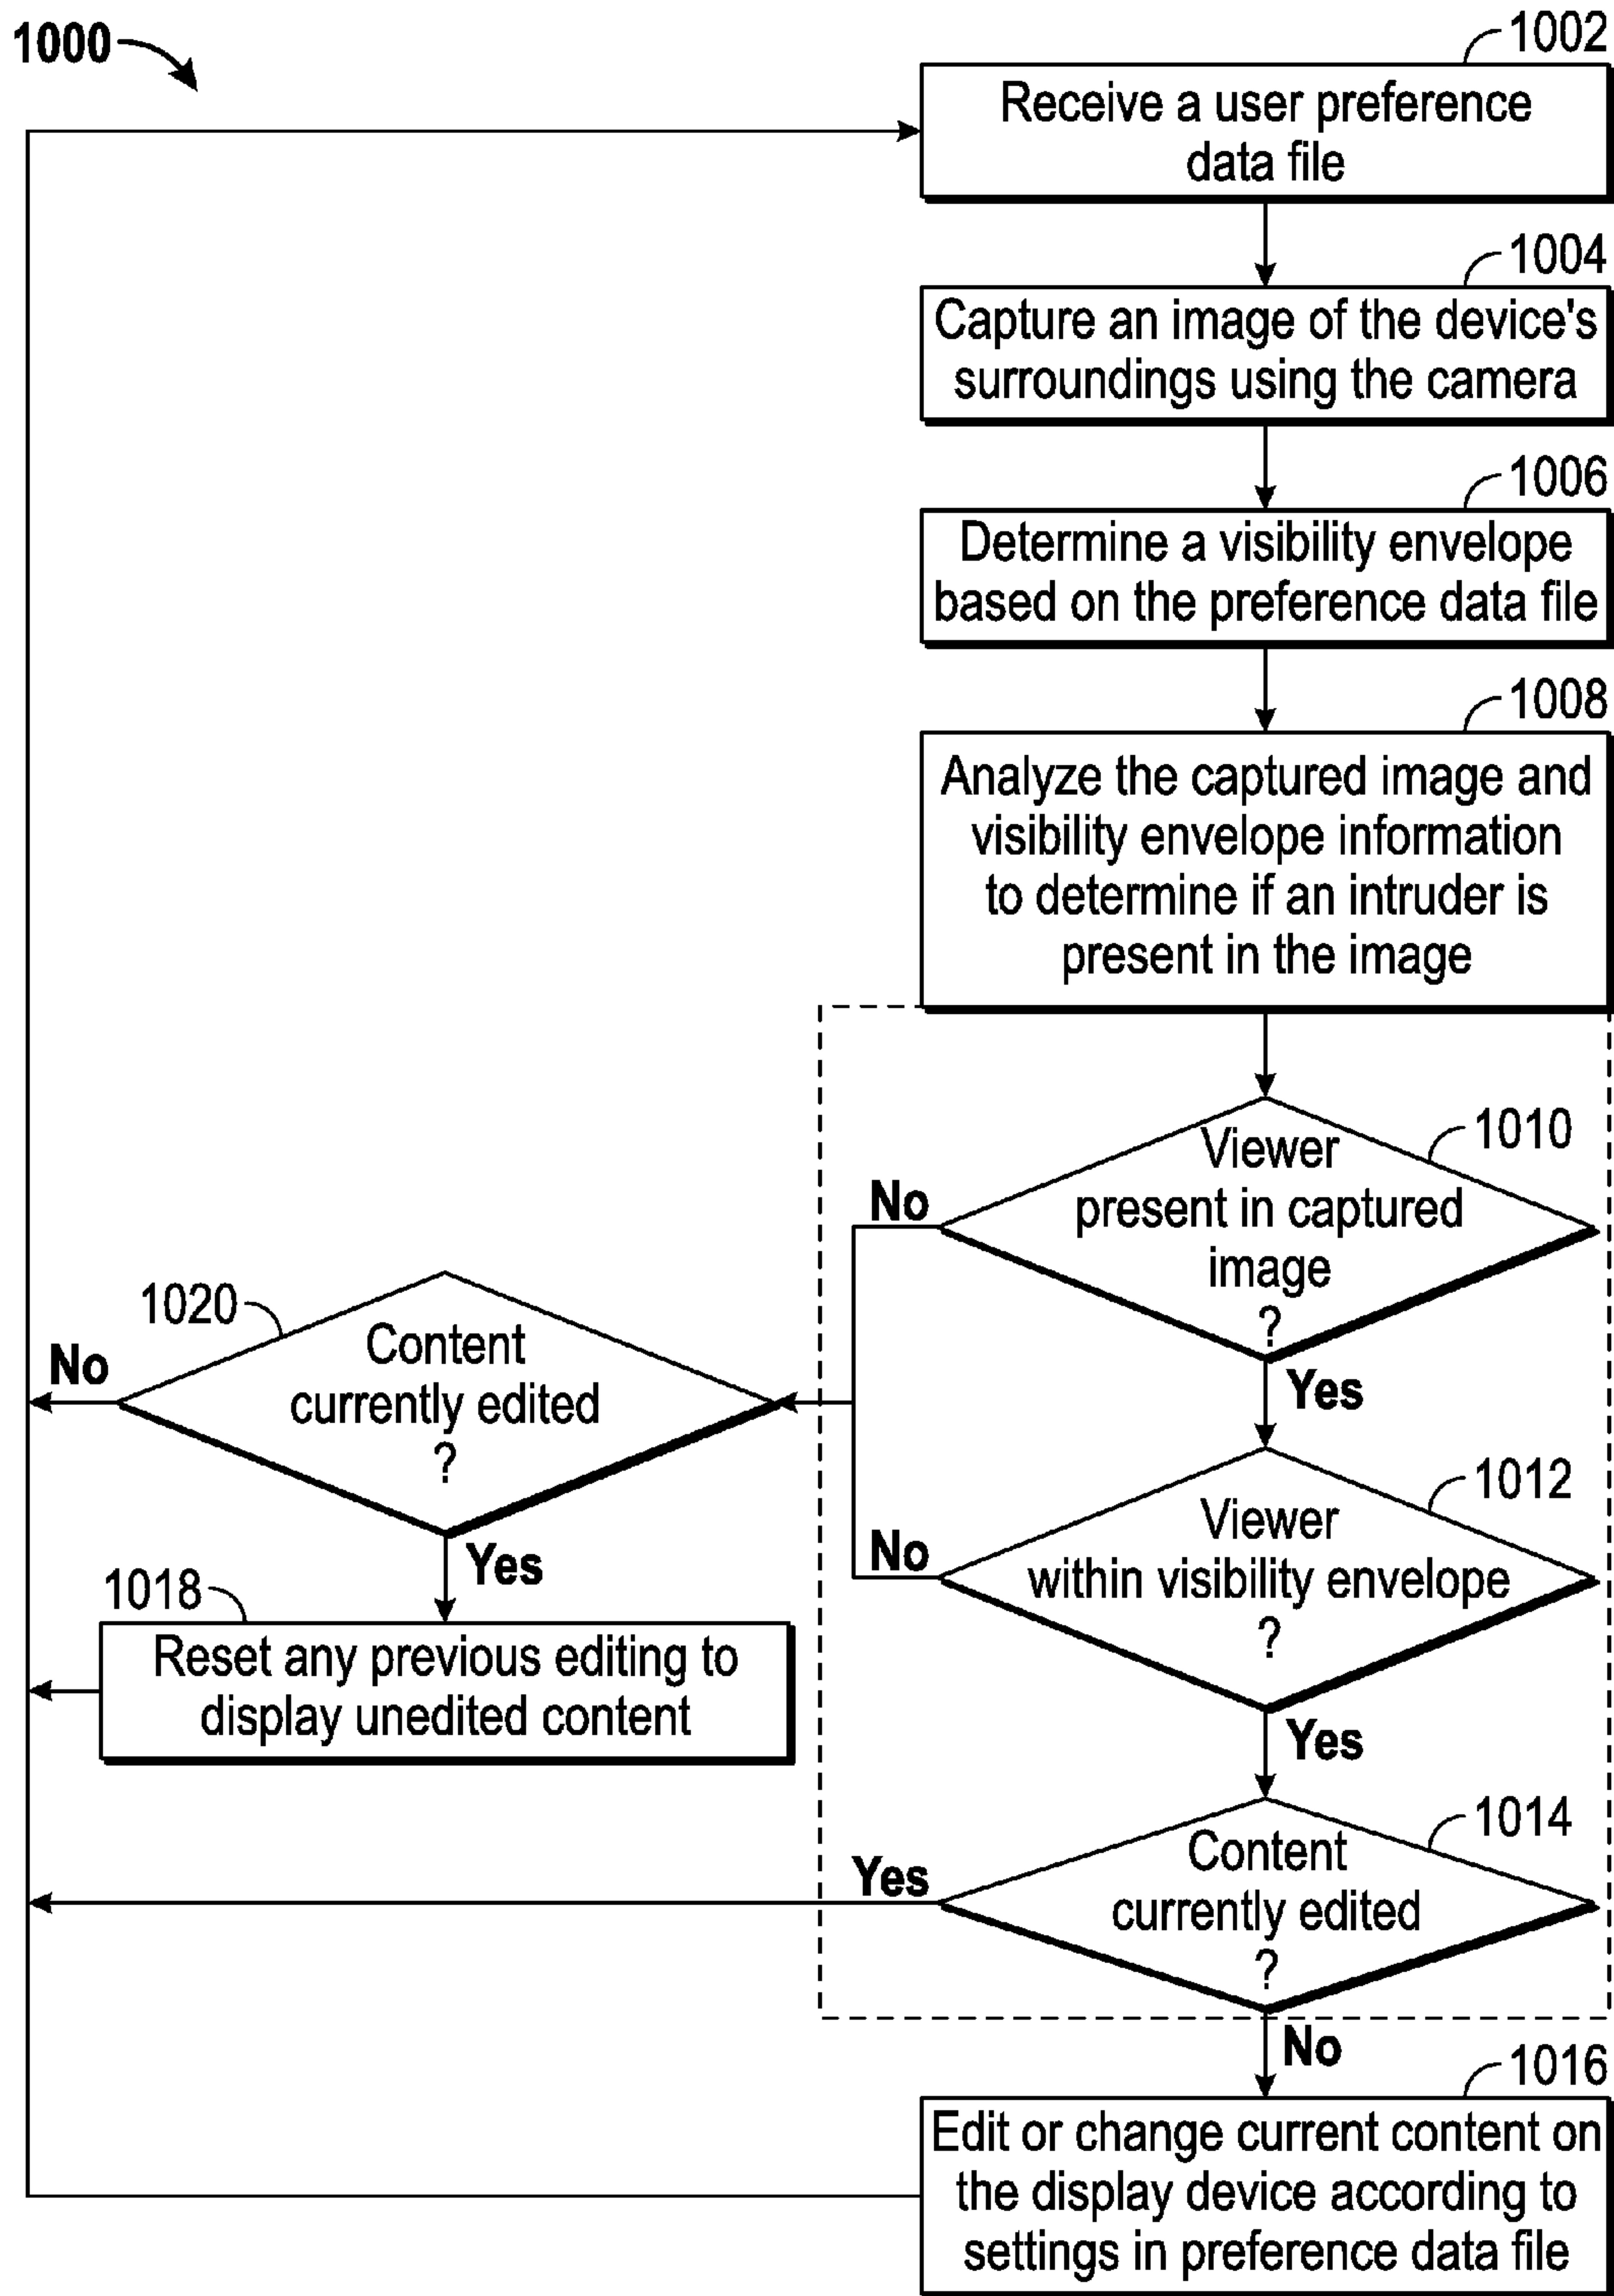 1000
1002
Receive a user preference
data file
1004
Capture an image of the device's
surroundings using the camera
1006
Determine a visibility envelope
based on the preference data file
1008
Analyze the captured image and
visibility envelope information
to determine if an intruder is
present in the image
1010
Viewer
present in captured
image
?
No
Yes
1012
Viewer
within visibility envelope
?
No
Yes
1020
Content
currently edited
?
No
Yes
1018
Reset any previous editing to
display unedited content
1014
Content
currently edited
?
Yes
No
1016
Edit or change current content on
the display device according to
settings in preference data file